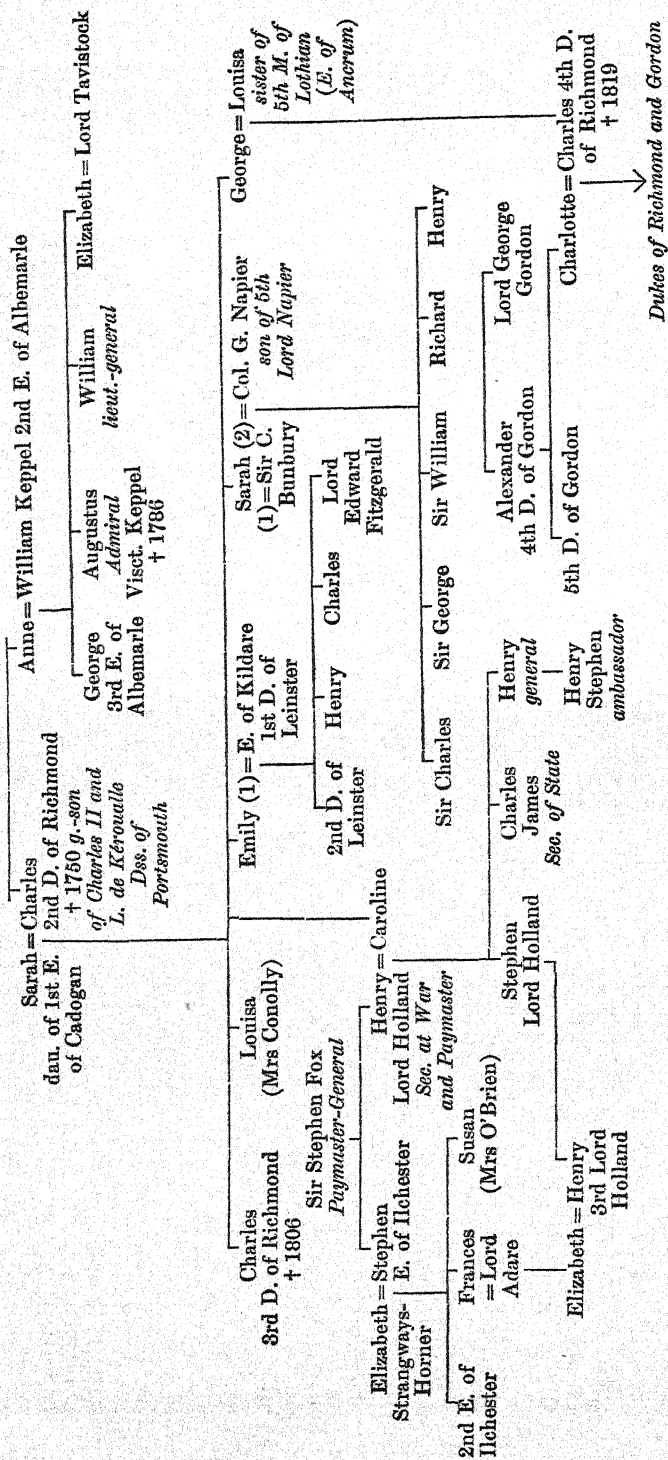 Sarah = Charles
dau. of 1st E. 2nd D. of Richmond
of Cadogan † 1750 g.-son
of Charles II and
L. de Kéroualle
Dss. of
Portsmouth
Anne = William Keppel 2nd E. of Albemarle
George
3rd E. of
Albemarle
Augustus
Admiral
Visct. Keppel
† 1786
William
lieut.-general
Elizabeth = Lord Tavistock
Charles
3rd D. of Richmond
† 1806
Louisa
(Mrs Conolly)
Emily (1) = E. of Kildare
1st D. of
Leinster
Sarah (2) = Col. G. Napier
(1) = Sir C. son of 5th
Bunbury Lord Napier
George = Louisa
sister of
5th M. of
Lothian
(E. of
Ancrum)
Sir Stephen Fox
Paymaster-General
2nd D. of
Leinster
Henry
Charles
Lord
Edward
Fitzgerald
Elizabeth = Stephen
Strangways- E. of Ilchester
Horner
Henry = Caroline
Lord Holland
Sec. at War
and Paymaster
Sir Charles
Sir George
Sir William
Richard
Henry
2nd E. of
Ilchester
Frances
= Lord
Adare
Susan
(Mrs O'Brien)
Stephen
Lord Holland
Charles
James
Sec. of State
Henry
general
Alexander
4th D. of Gordon
Lord George
Gordon
Elizabeth = Henry
3rd Lord
Holland
Henry
Stephen
ambassador
5th D. of Gordon
Charlotte = Charles 4th D.
of Richmond
† 1819
Dukes of Richmond and Gordon